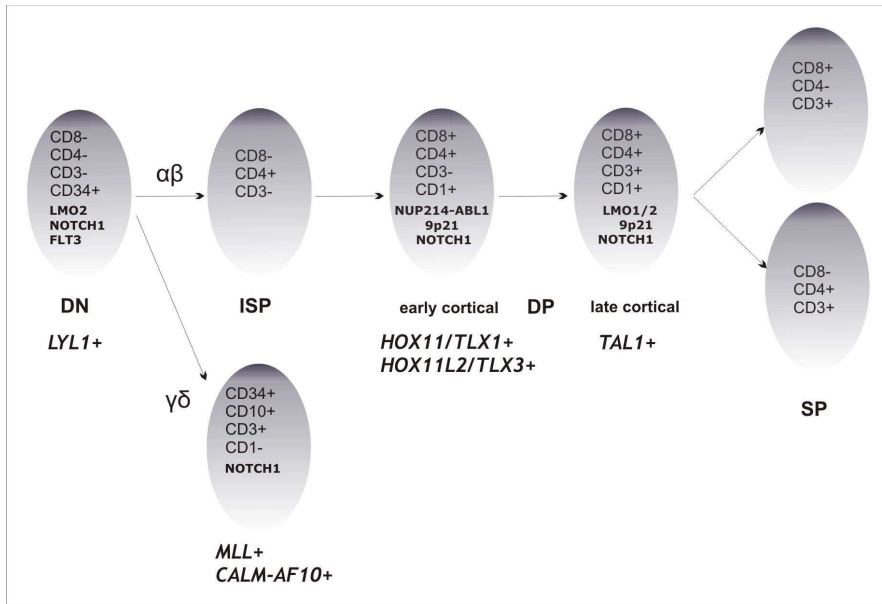 CD8-
CD4-
CD3-
CD34+
LMO2
NOTCH1
FLT3
DN
LYL1+
αβ
CD8-
CD4+
CD3-
ISP
γδ
CD34+
CD10+
CD3+
CD1-
NOTCH1
MLL+
CALM-AF10+
CD8+
CD4+
CD3-
CD1+
NUP214-ABL1
9p21
NOTCH1
early cortical
HOX11/TLX1+
HOX11L2/TLX3+
DP
CD8+
CD4+
CD3+
CD1+
LMO1/2
9p21
NOTCH1
late cortical
TAL1+
CD8+
CD4-
CD3+
CD8-
CD4+
CD3+
SP